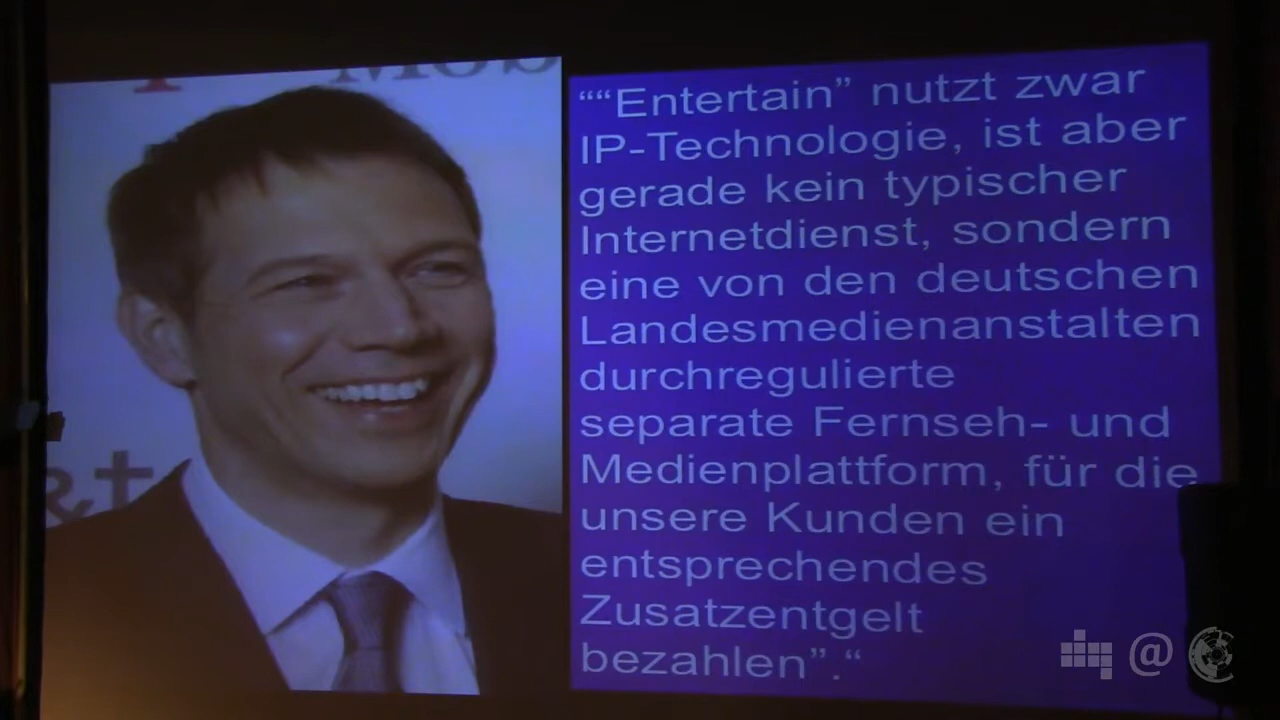 Mob
&t
““Entertain” nutzt zwar
IP-Technologie, ist aber
gerade kein typischer
Internetdienst, sondern
eine von den deutschen
Landesmedienanstalten
durchregulierte
separate Fernseh- und
Medienplattform, für die
unsere Kunden ein
entsprechendes
Zusatzentgelt
bezahlen”.“
@